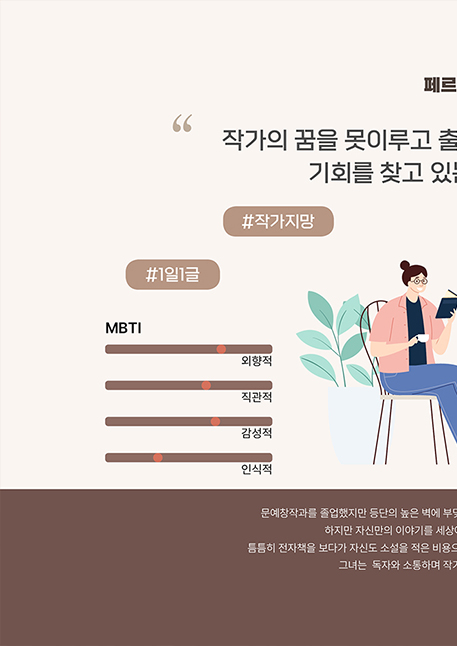 페르
“
작가의 꿈을 못이루고 출
기회를 찾고 있는
#작가지망
#1일1글
MBTI
외향적
직관적
감성적
인식적
문예창작과를 졸업했지만 등단의 높은 벽에 부딪
하지만 자신만의 이야기를 세상에
틈틈히 전자책을 보다가 자신도 소설을 적은 비용으
그녀는 독자와 소통하며 작가